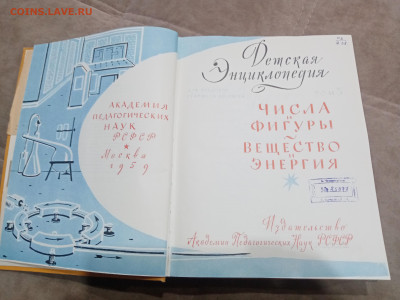 COINS.LAVE.RU
АКАДЕМИЯ
ПЕДАГОГИЧЕСКИХ
НАУК
РСФСР
Москва
1959
Детская
Энциклопедия
ЧИСЛА
И
ФИГУРЫ
ВЕЩЕСТВО
И
ЭНЕРГИЯ
Издательство
Академии Педагогических Наук РСФСР